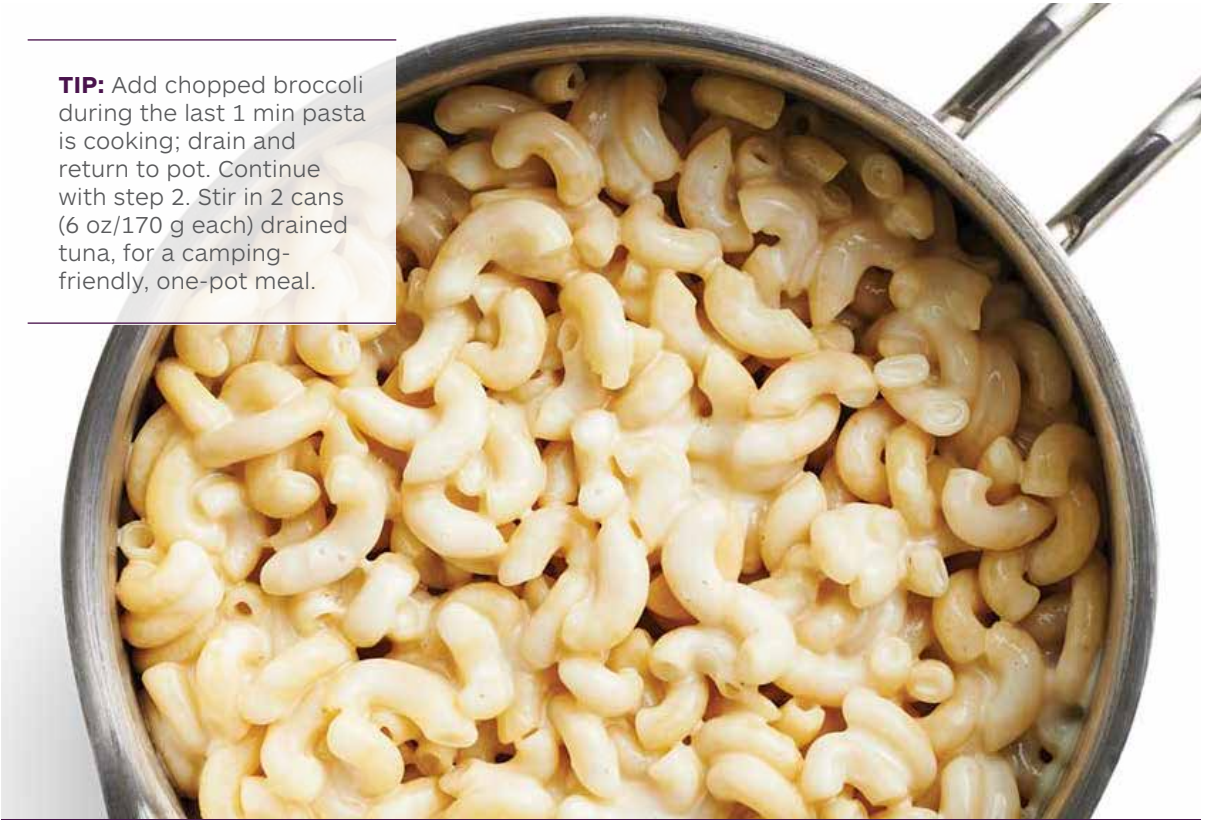 TIP: Add chopped broccoli
during the last 1 min pasta
is cooking; drain and
return to pot. Continue
with step 2. Stir in 2 cans
(6 oz/170 g each) drained
tuna, for a camping-
friendly, one-pot meal.